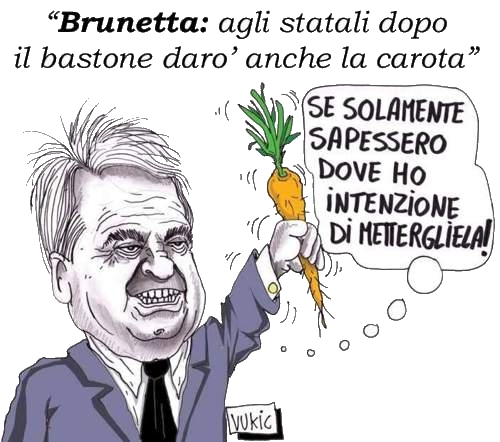 “Brunetta: agli statali dopo
il bastone daro’ anche la carota”
SE SOLAMENTE
SAPESSERO
DOVE HO
INTENZIONE
DI METTERGLIELA!
VUKIC